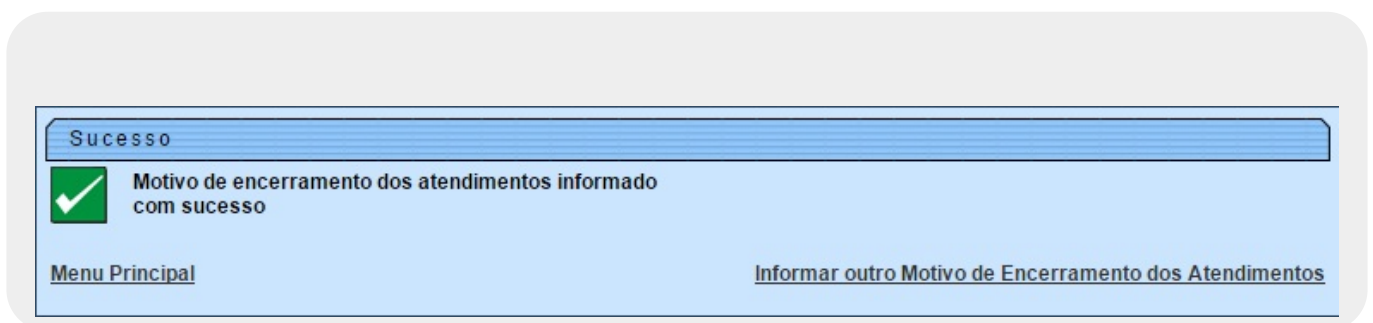 Sucesso
Motivo de encerramento dos atendimentos informado
com sucesso
Menu Principal
Informar outro Motivo de Encerramento dos Atendimentos